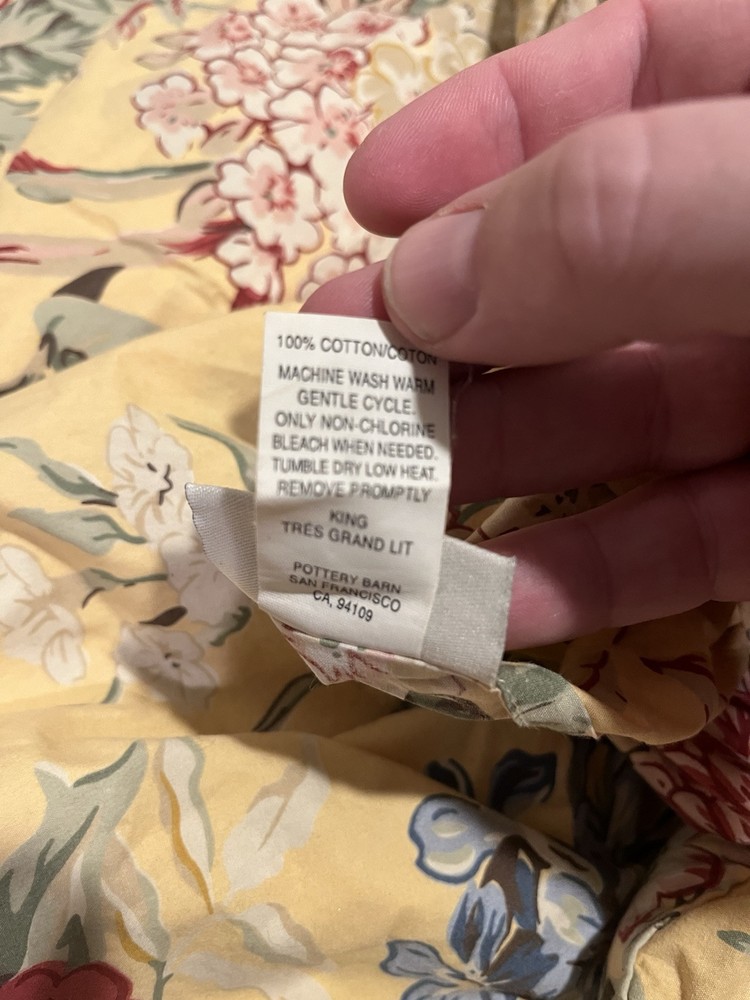 100% COTTON/COTON
MACHINE WASH WARM
GENTLE CYCLE.
ONLY NON-CHLORINE
BLEACH WHEN NEEDED.
TUMBLE DRY LOW HEAT.
REMOVE PROMPTLY
KING
TRÉS GRAND LIT
POTTERY BARN
SAN FRANCISCO
CA, 94109